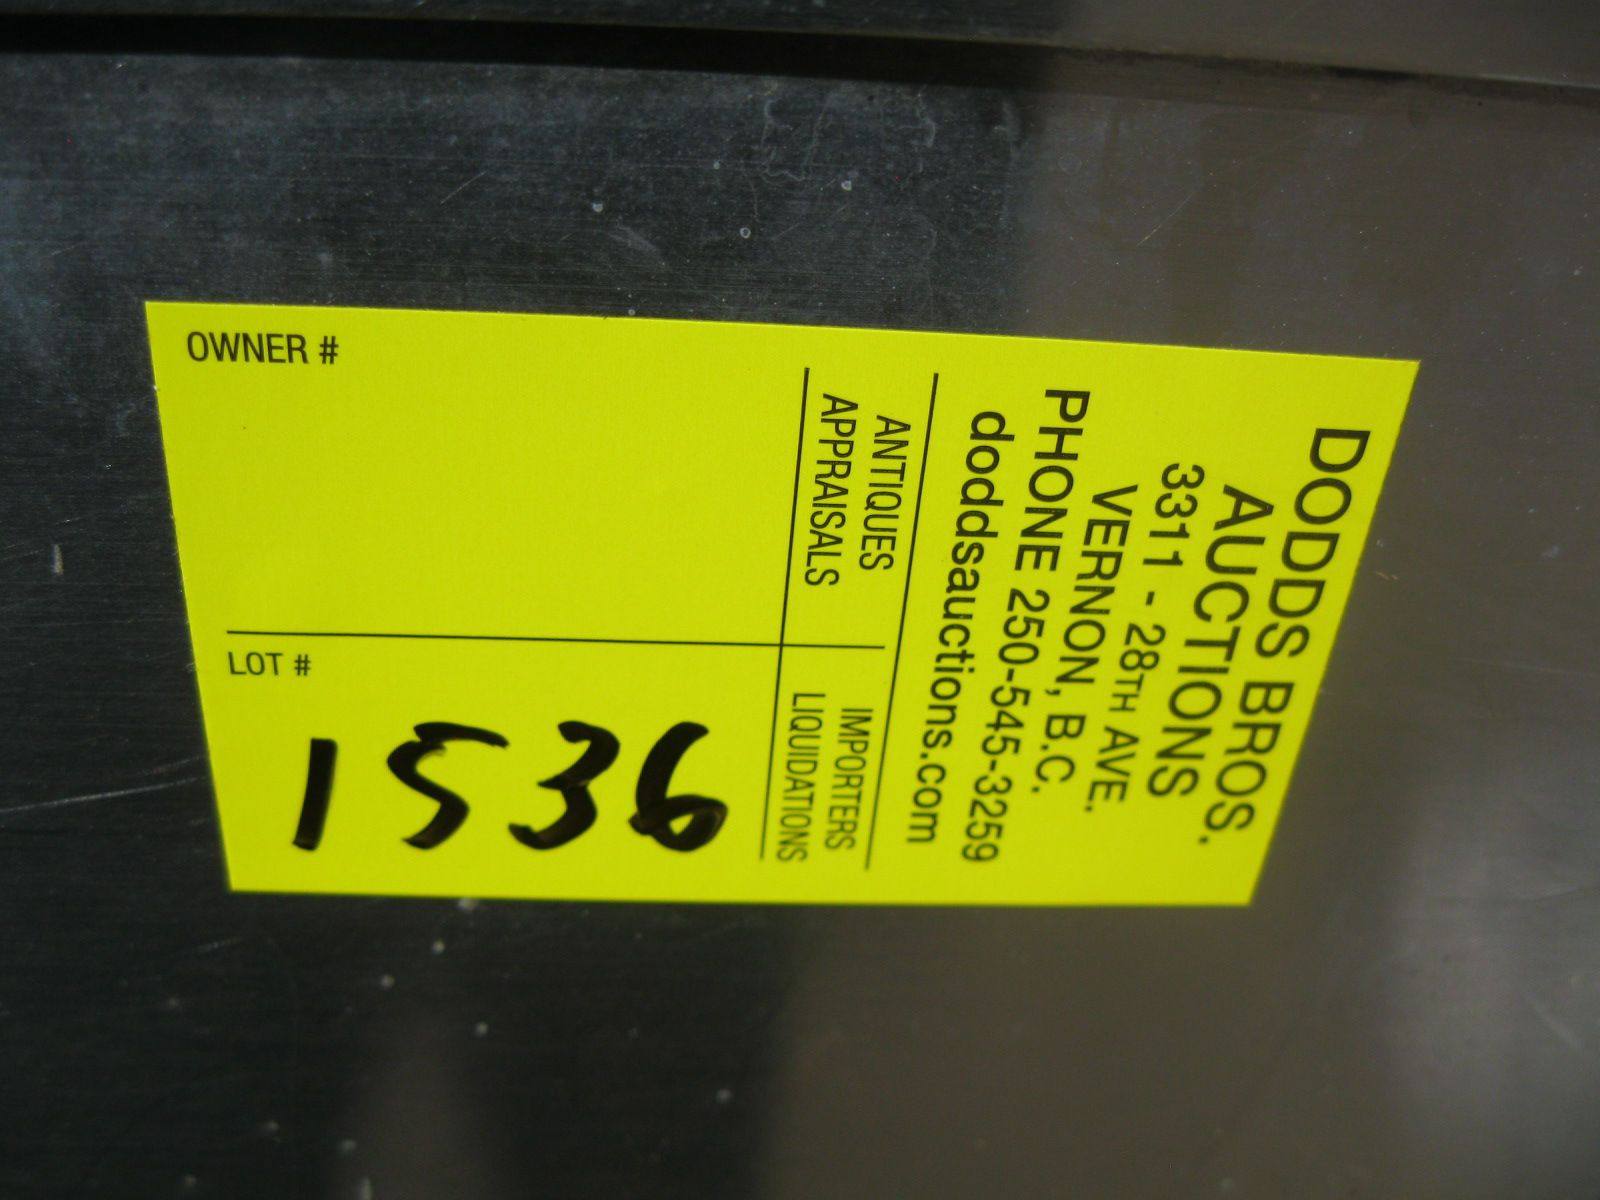 DODDS BROS.
AUCTIONS
3311 - 28TH AVE.
VERNON, B.C.
PHONE 250-545-3259
doddsauctions.com
ANTIQUES
APPRAISALS
IMPORTERS
LIQUIDATIONS
OWNER #
LOT #
1536